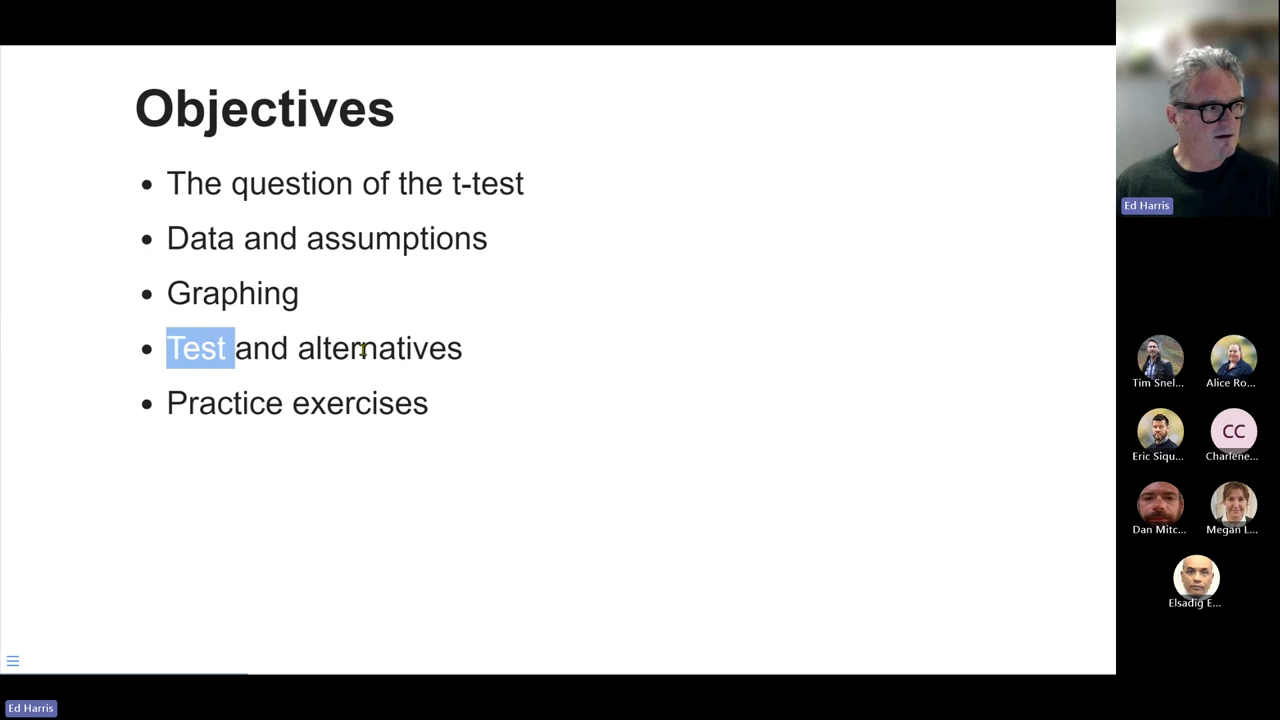 Objectives
The question of the t-test
Data and assumptions
Graphing
Test and alternatives
Practice exercises
Ed Harris
Tim Snel...
Alice Ro...
Eric Siqu...
CC
Charlene...
Dan Mitc...
Megan L...
Elsadig E...
Ed Harris